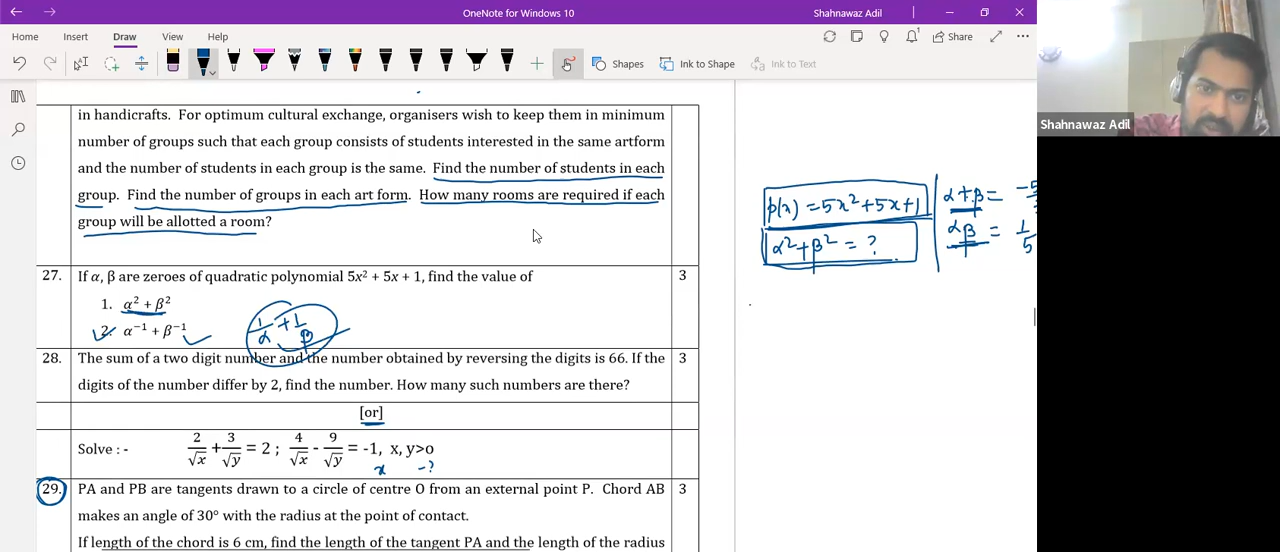 OneNote for Windows 10
Shahnawaz Adil
Home Insert Draw View Help
Shapes Ink to Shape Ink to Text Share
Shahnawaz Adil
in handicrafts. For optimum cultural exchange, organisers wish to keep them in minimum
number of groups such that each group consists of students interested in the same artform
and the number of students in each group is the same. Find the number of students in each
group. Find the number of groups in each art form. How many rooms are required if each
group will be allotted a room?
p(x) = 5x² + 5x + 1
α² + β² = ?
α + β = -5
αβ = 1/5
27. If α, β are zeroes of quadratic polynomial 5x² + 5x + 1, find the value of 3
1. α² + β²
2. α⁻¹ + β⁻¹
1/α + 1/β
28. The sum of a two digit number and the number obtained by reversing the digits is 66. If the 3
digits of the number differ by 2, find the number. How many such numbers are there?
[or]
Solve : - 2/√x + 3/√y = 2 ; 4/√x - 9/√y = -1, x, y>o
x -?
29. PA and PB are tangents drawn to a circle of centre O from an external point P. Chord AB 3
makes an angle of 30° with the radius at the point of contact.
If length of the chord is 6 cm, find the length of the tangent PA and the length of the radius